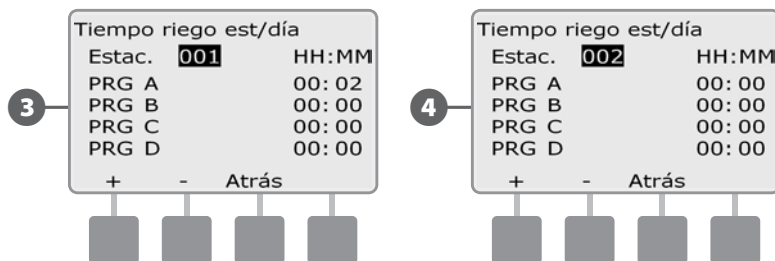 3
Tiempo riego est/día
Estac. 001 HH:MM
PRG A 00:02
PRG B 00:00
PRG C 00:00
PRG D 00:00
+ - Atrás
4
Tiempo riego est/día
Estac. 002 HH:MM
PRG A 00:00
PRG B 00:00
PRG C 00:00
PRG D 00:00
+ - Atrás